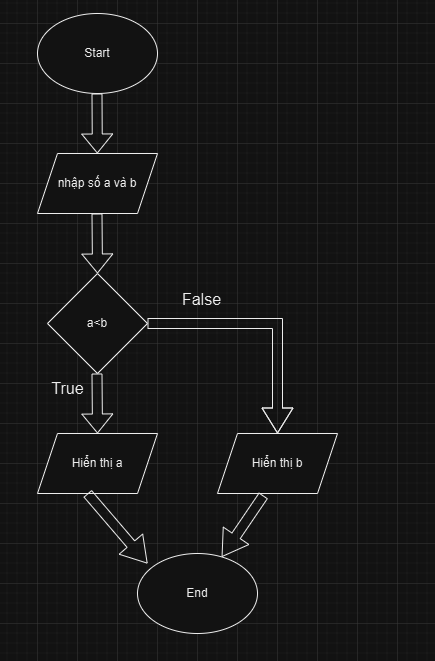 Start
nhập số a và b
a<b
False
True
Hiển thị a
Hiển thị b
End